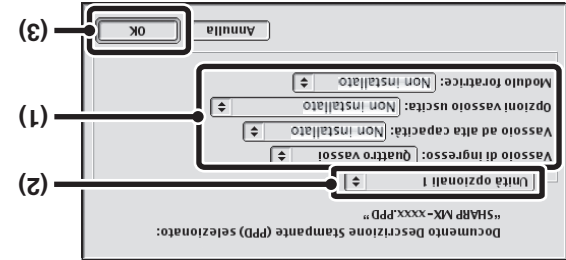 Documento Descrizione Stampante (PPD) selezionato:
“SHARP MX-xxxx.PPD ”
Unità opzionali 1
(2)
Vassoio di ingresso: Quattro vassoi
Vassoio ad alta capacità: Non installato
Opzioni vassoio uscita: Non installato
Modulo foratrice: Non installato
(1)
Annulla
OK
(3)